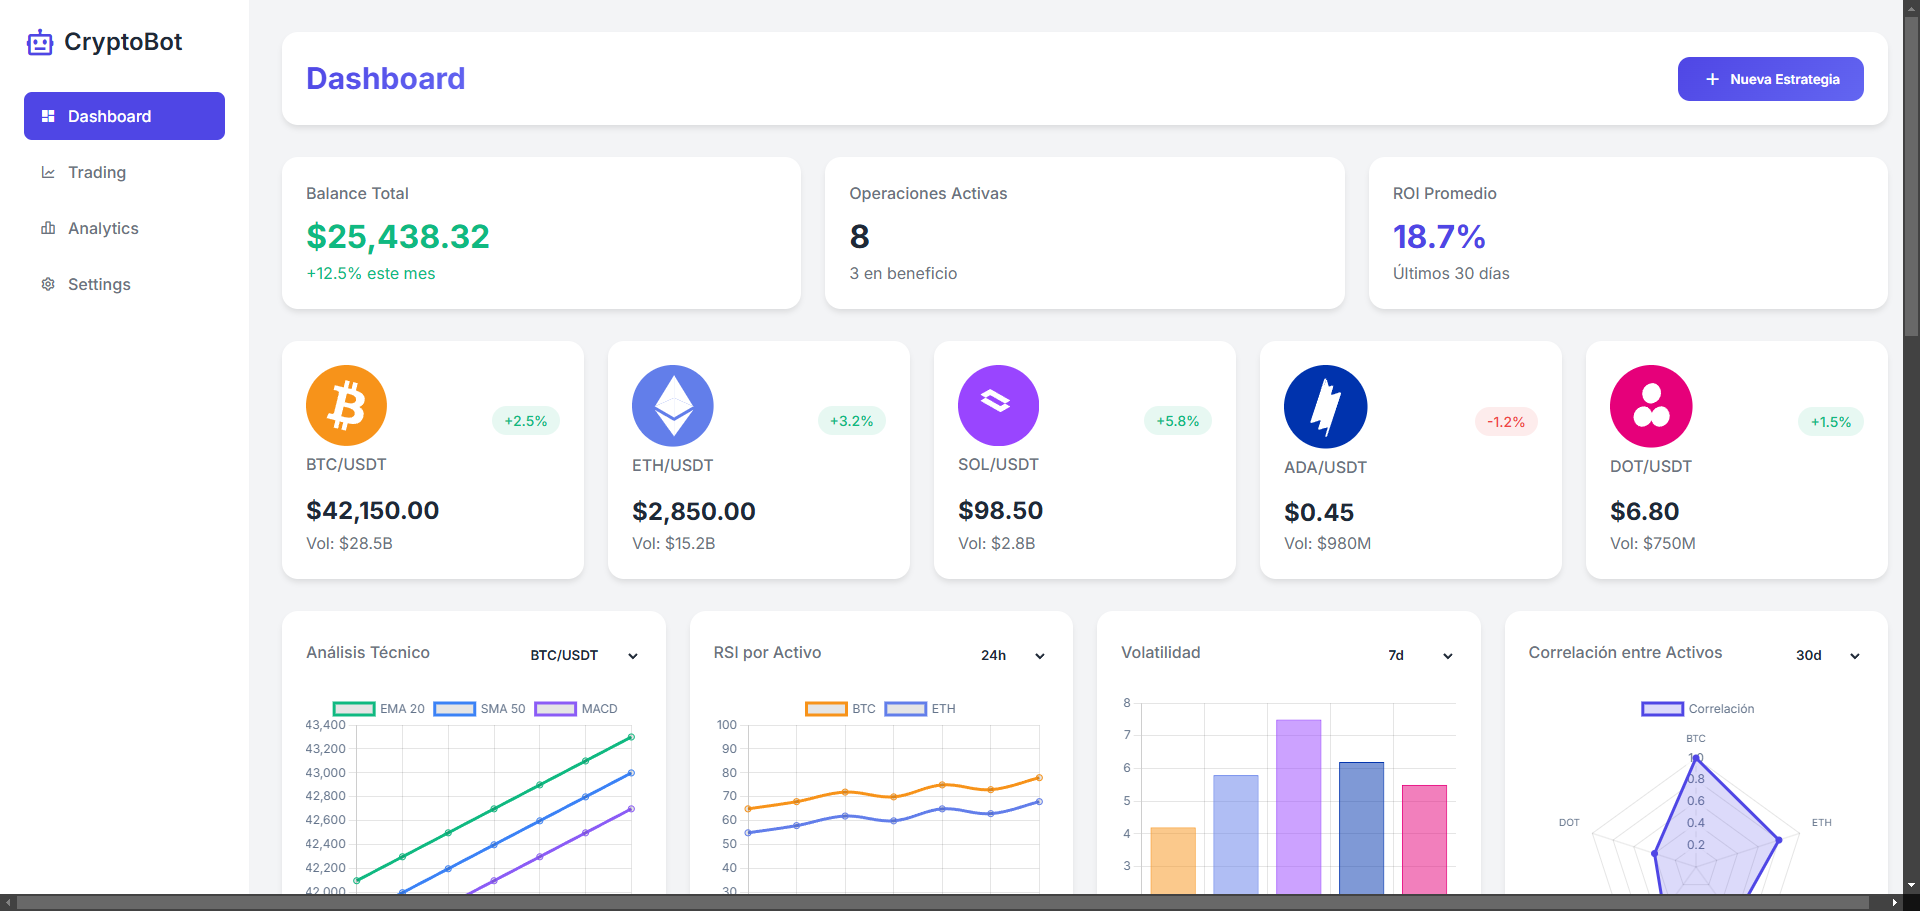 CryptoBot
Dashboard
Trading
Analytics
Settings
Dashboard
+ Nueva Estrategia
Balance Total
$25,438.32
+12.5% este mes
Operaciones Activas
8
3 en beneficio
ROI Promedio
18.7%
Últimos 30 días
BTC/USDT
+2.5%
$42,150.00
Vol: $28.5B
ETH/USDT
+3.2%
$2,850.00
Vol: $15.2B
SOL/USDT
+5.8%
$98.50
Vol: $2.8B
ADA/USDT
-1.2%
$0.45
Vol: $980M
DOT/USDT
+1.5%
$6.80
Vol: $750M
Análisis Técnico
BTC/USDT
EMA 20 SMA 50 MACD
43,400
43,200
43,000
42,800
42,600
42,400
42,200
42,000
RSI por Activo
24h
BTC ETH
100
90
80
70
60
50
40
30
Volatilidad
7d
8
7
6
5
4
3
Correlación entre Activos
30d
Correlación
BTC
1.0
0.8
0.6
0.4
0.2
DOT
ETH